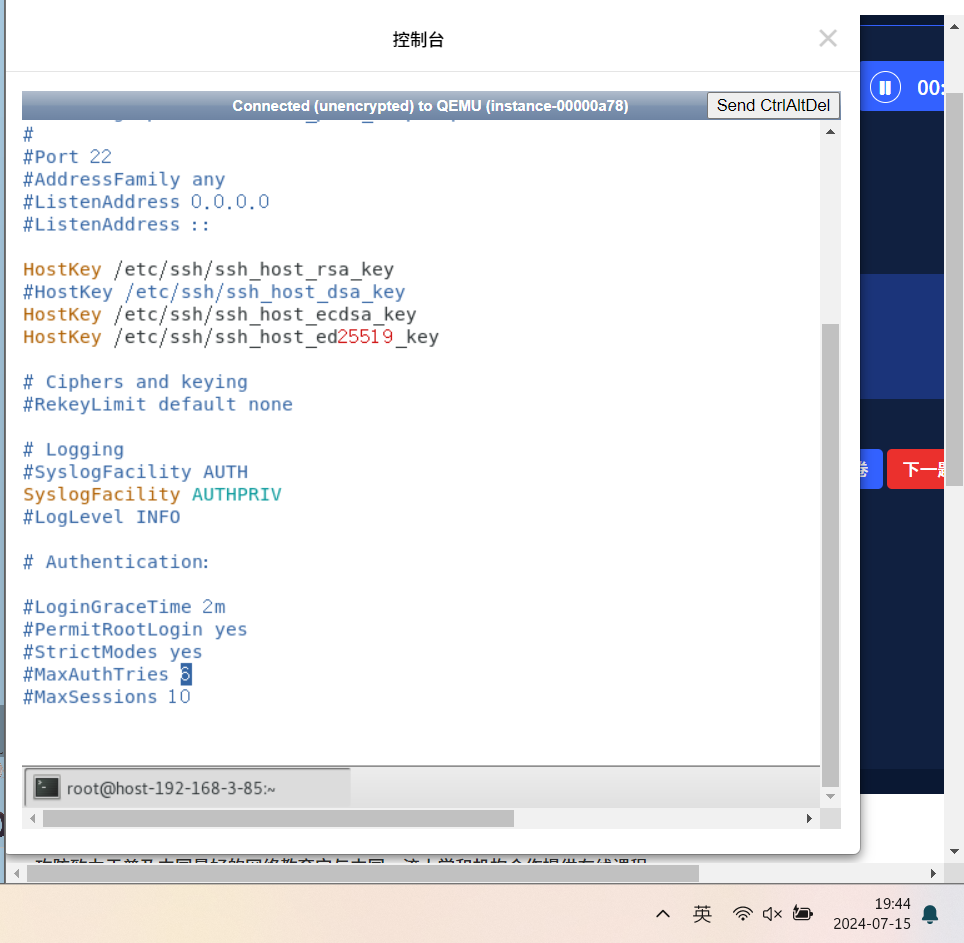 控制台
Connected (unencrypted) to QEMU (instance-00000a78)
Send CtrlAltDel
00:
#
#Port 22
#AddressFamily any
#ListenAddress 0.0.0.0
#ListenAddress ::
HostKey /etc/ssh/ssh_host_rsa_key
#HostKey /etc/ssh/ssh_host_dsa_key
HostKey /etc/ssh/ssh_host_ecdsa_key
HostKey /etc/ssh/ssh_host_ed25519_key
# Ciphers and keying
#RekeyLimit default none
# Logging
#SyslogFacility AUTH
SyslogFacility AUTHPRIV
#LogLevel INFO
卷
下一题
# Authentication:
#LoginGraceTime 2m
#PermitRootLogin yes
#StrictModes yes
#MaxAuthTries 6
#MaxSessions 10
root@host-192-168-3-85:~
英
19:44
2024-07-15